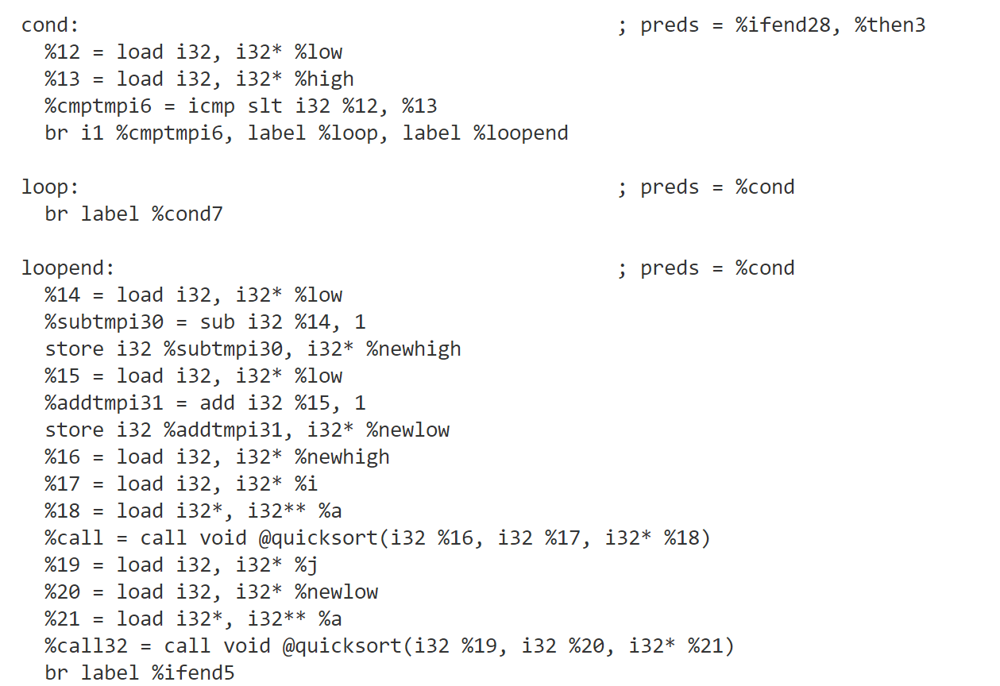 cond:                                             ; preds = %ifend28, %then3
  %12 = load i32, i32* %low
  %13 = load i32, i32* %high
  %cmptmpi6 = icmp slt i32 %12, %13
  br i1 %cmptmpi6, label %loop, label %loopend

loop:                                             ; preds = %cond
  br label %cond7

loopend:                                          ; preds = %cond
  %14 = load i32, i32* %low
  %subtmpi30 = sub i32 %14, 1
  store i32 %subtmpi30, i32* %newhigh
  %15 = load i32, i32* %low
  %addtmpi31 = add i32 %15, 1
  store i32 %addtmpi31, i32* %newlow
  %16 = load i32, i32* %newhigh
  %17 = load i32, i32* %i
  %18 = load i32*, i32** %a
  %call = call void @quicksort(i32 %16, i32 %17, i32* %18)
  %19 = load i32, i32* %j
  %20 = load i32, i32* %newlow
  %21 = load i32*, i32** %a
  %call32 = call void @quicksort(i32 %19, i32 %20, i32* %21)
  br label %ifend5